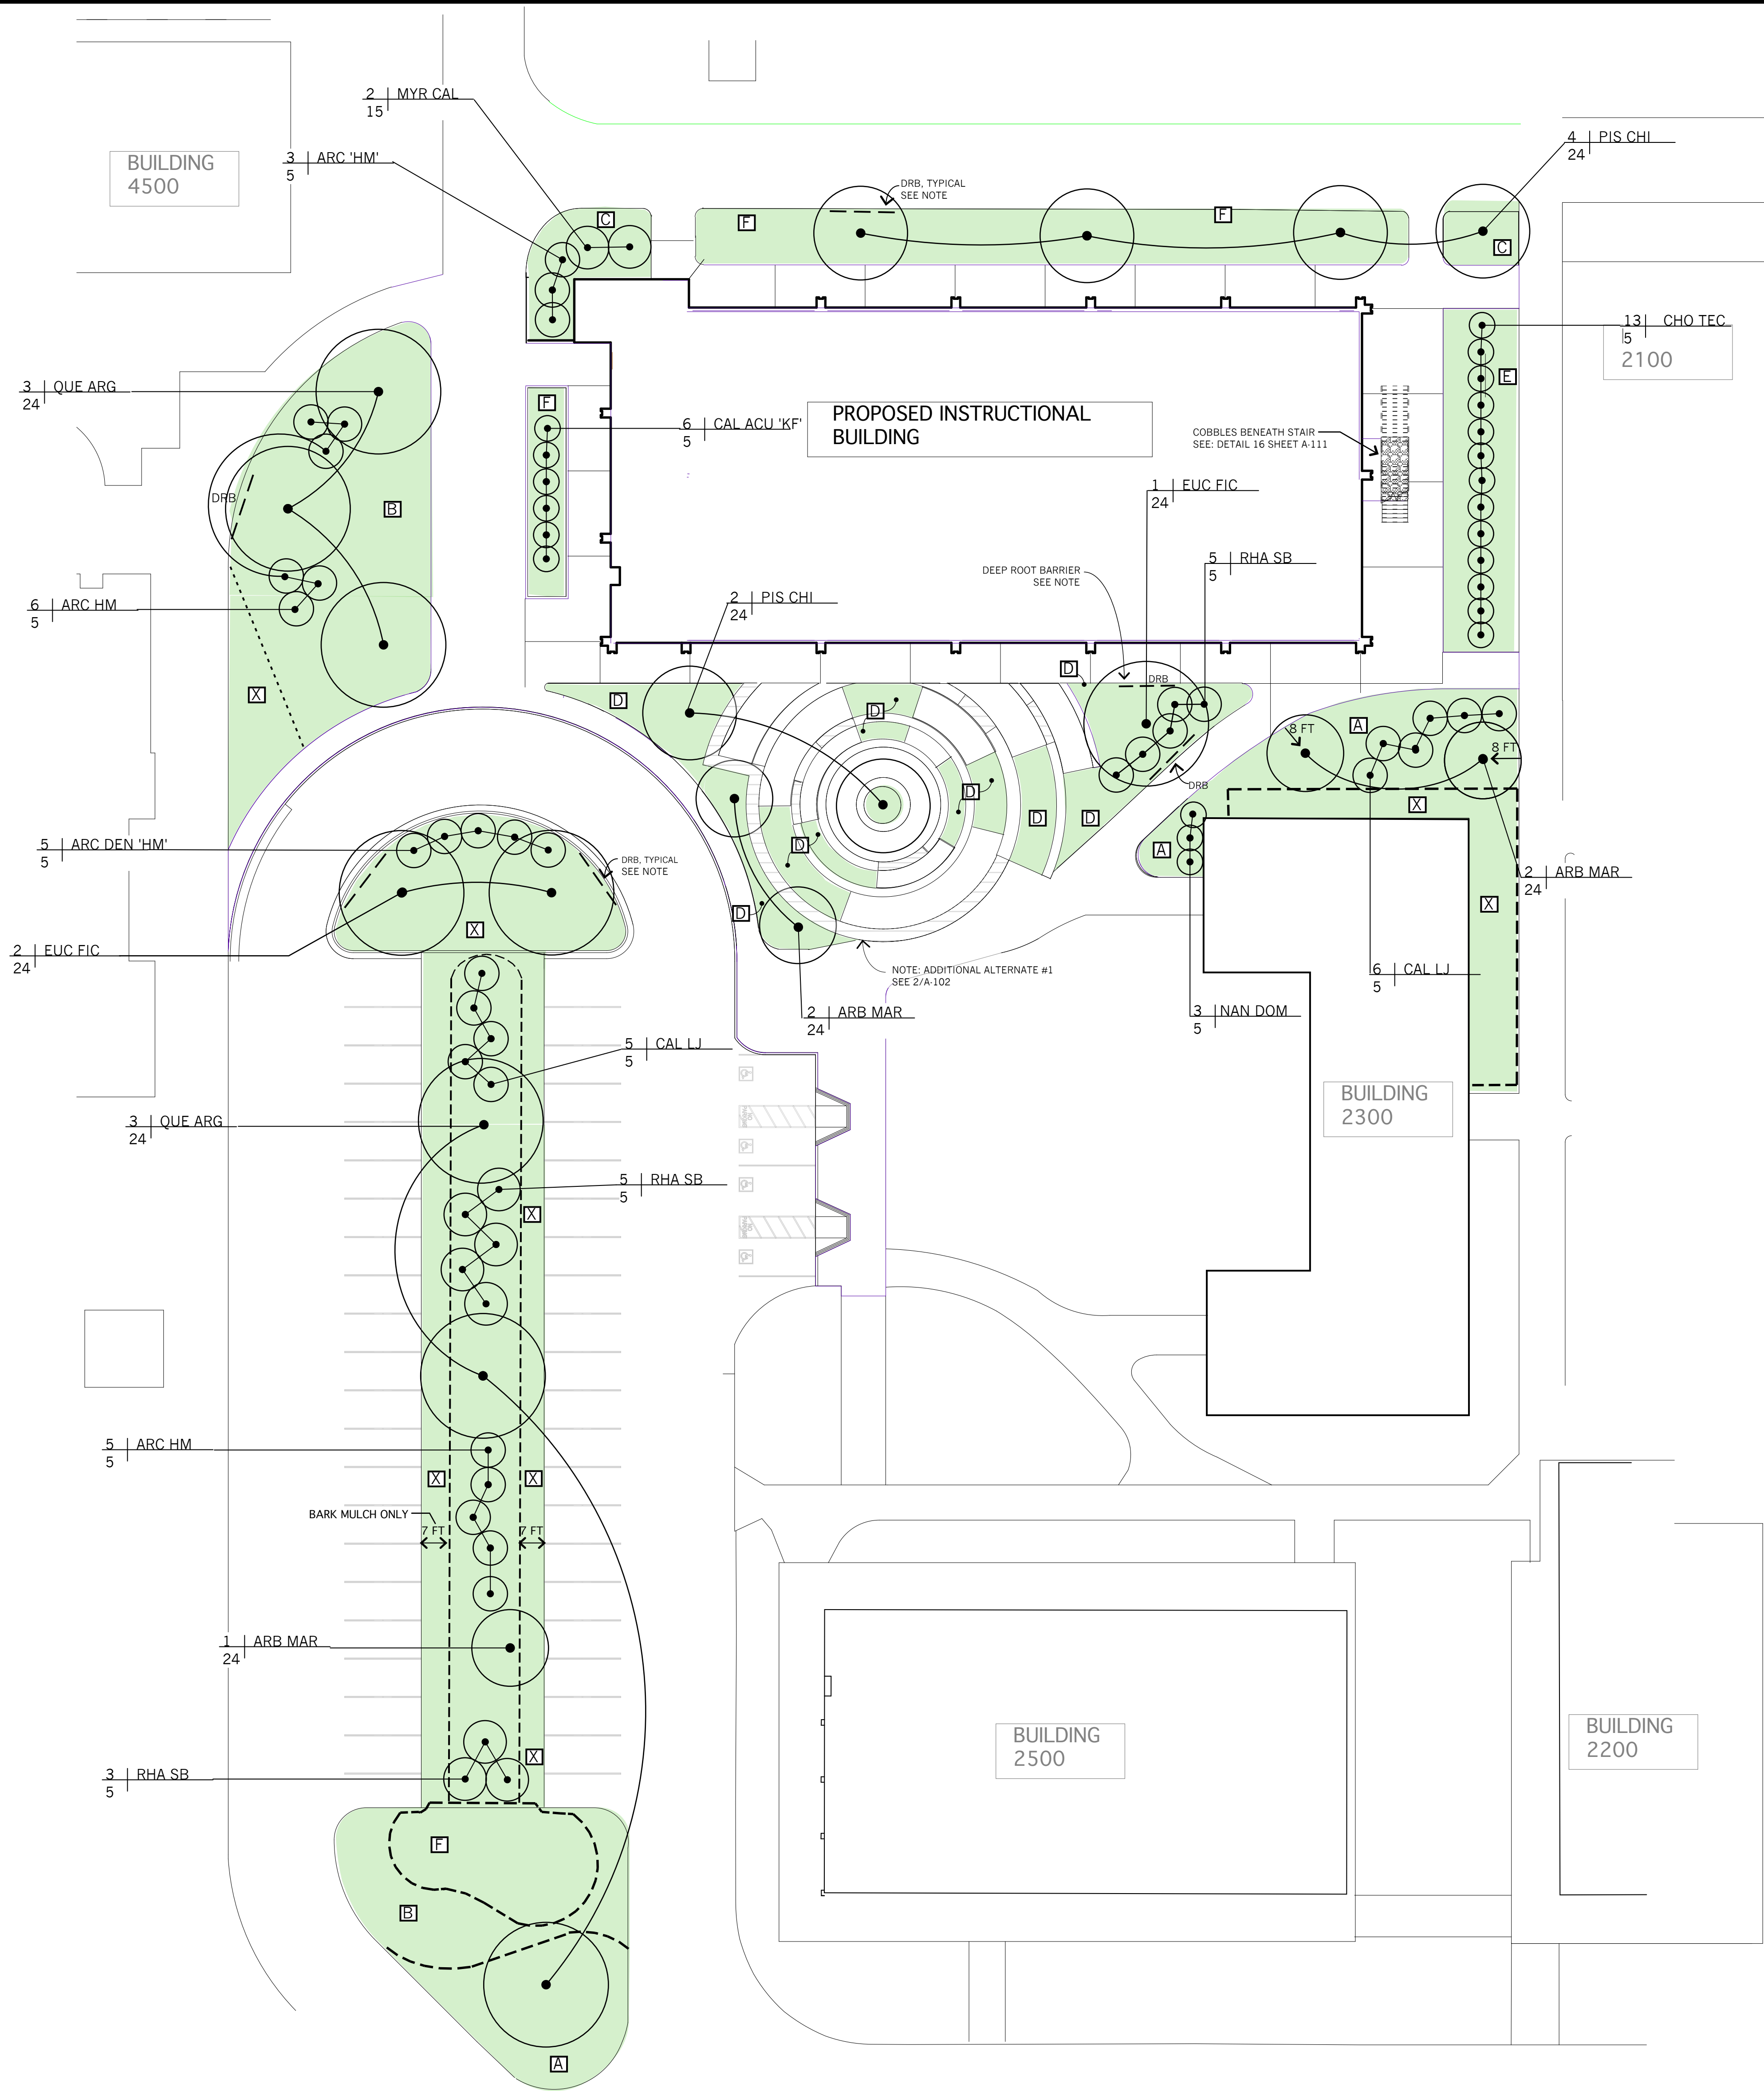 2 | MYR CAL
15
BUILDING
4500
3 | ARC 'HM'
5
4 | PIS CHI
24
DRB, TYPICAL
SEE NOTE
C
F
F
C
13 | CHO TEC
5
2100
3 | QUE ARG
24
F
E
6 | CAL ACU 'KF'
5
PROPOSED INSTRUCTIONAL
BUILDING
COBBLES BENEATH STAIR
SEE: DETAIL 16 SHEET A-111
1 | EUC FIC
24
DRB
B
5 | RHA SB
5
DEEP ROOT BARRIER
SEE NOTE
6 | ARC HM
5
2 | PIS CHI
24
X
D
D
DRB
D
A
8 FT
8 FT
DRB
D
D
D
X
D
5 | ARC DEN 'HM'
5
A
DRB, TYPICAL
SEE NOTE
2 | ARB MAR
24
D
X
X
2 | EUC FIC
24
NOTE: ADDITIONAL ALTERNATE #1
SEE 2/A-102
6 | CAL LJ
5
2 | ARB MAR
24
3 | NAN DOM
5
5 | CAL LJ
5
BUILDING
2300
3 | QUE ARG
24
5 | RHA SB
5
X
5 | ARC HM
5
X
X
BARK MULCH ONLY
7 FT
7 FT
1 | ARB MAR
24
BUILDING
2500
BUILDING
2200
X
3 | RHA SB
5
F
B
A